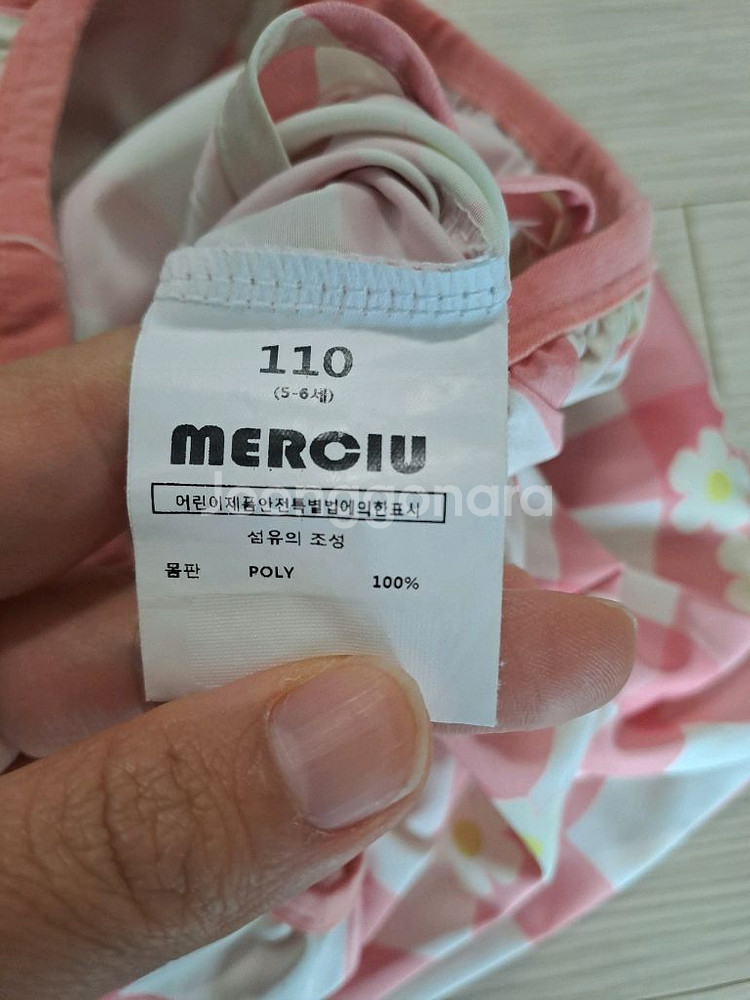 110
(5-6세)
MERCIU
어린이제품안전특별법에의한표시
Joonggonara
섬유의 조성
몸판 POLY 100%